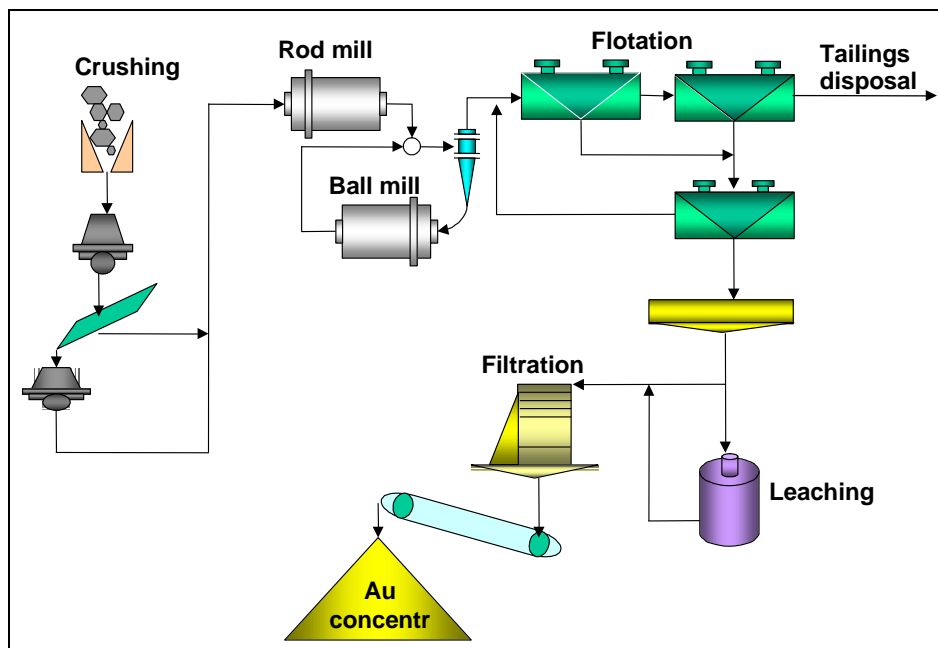 Crushing
Rod mill
Ball mill
Flotation
Tailings
disposal
Filtration
Leaching
Au
concentr